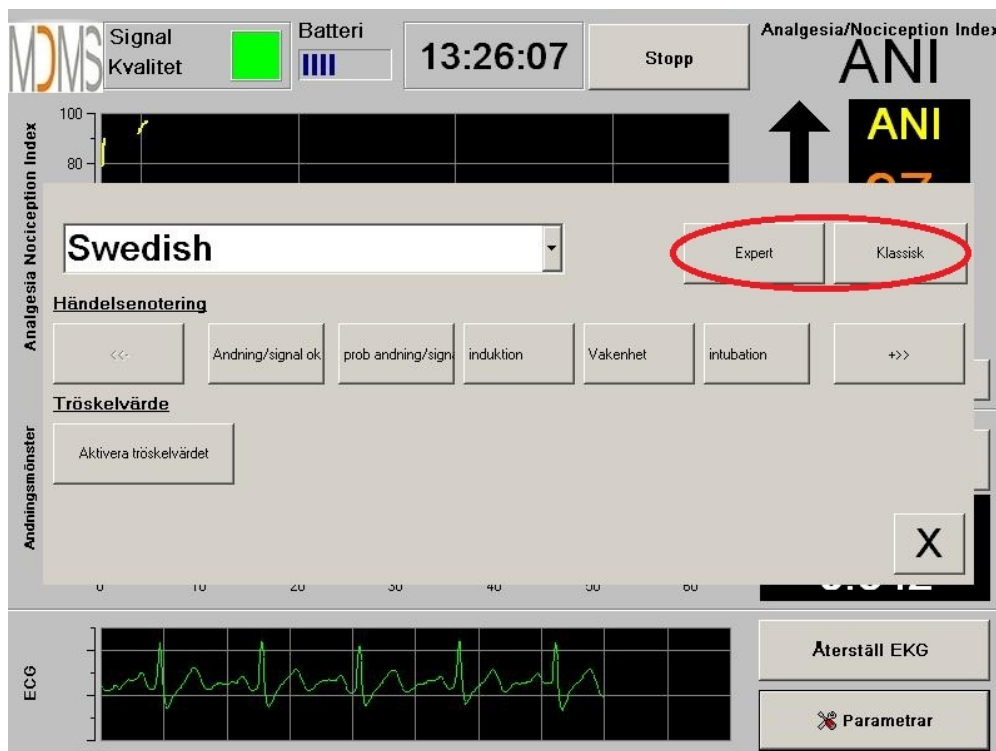 MDMS
Signal
Kvalitet
Batteri
13:26:07
Stopp
Analgesia/Nociception Index
ANI
ANI
Analgesia Nociception Index
100
80
Swedish
Expert
Klassisk
Händelsenotering
<<-
Andning/signal ok
prob andning/sign
induktion
Vakenhet
intubation
+>>
Tröskelvärde
Aktivera tröskelvärdet
X
Andningsmönster
0 10 20 30 40 50 60
ECG
Återställ EKG
Parametrar